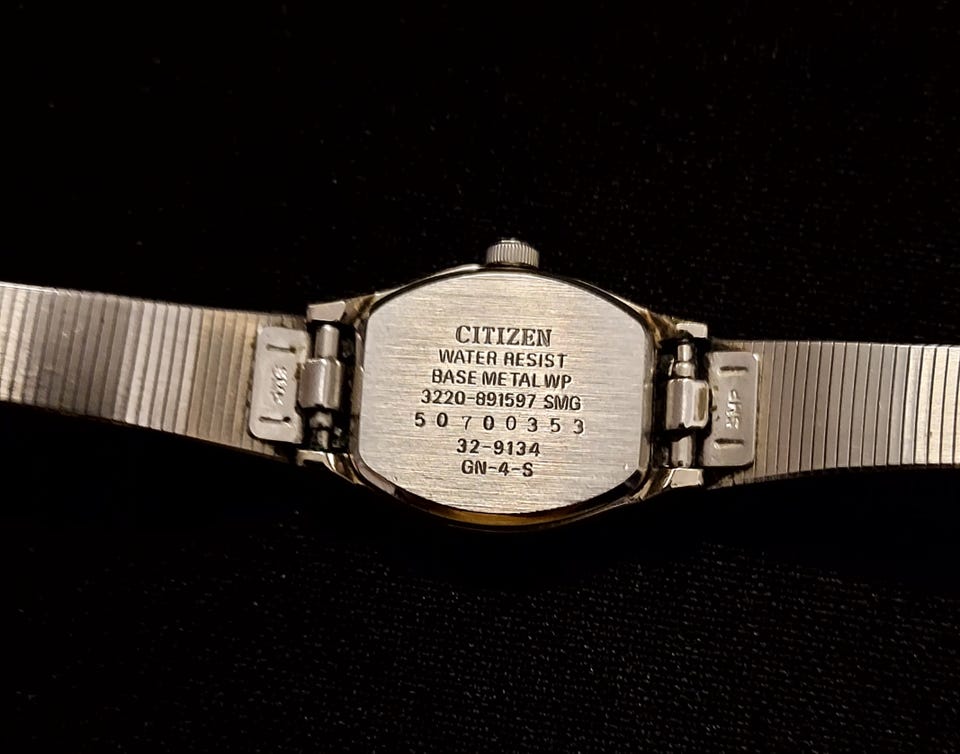 CITIZEN
WATER RESIST
BASE METAL WP
3220-891597 SMG
50700353
32-9134
GN-4-S